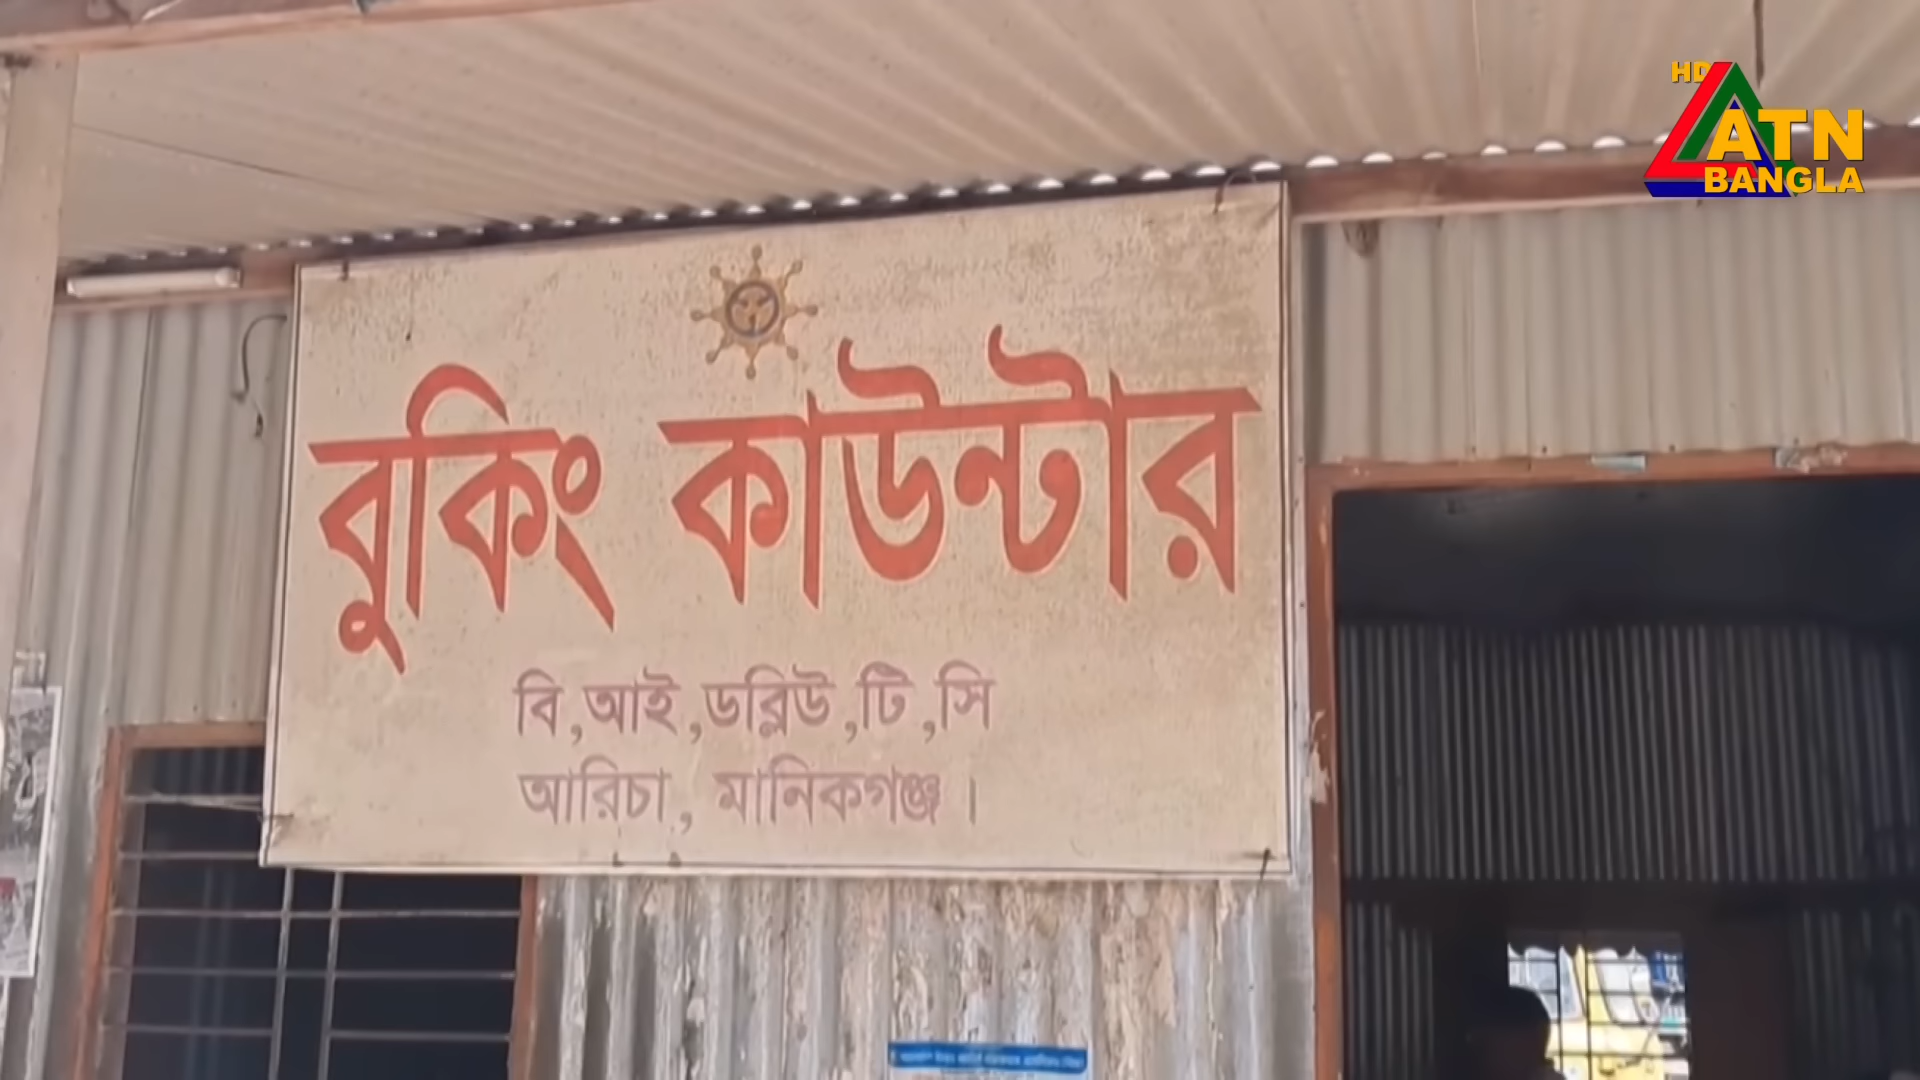 HD
ATN
BANGLA
বুকিং কাউন্টার
বি,আই,ডব্লিউ,টি,সি
আরিচা, মানিকগঞ্জ।